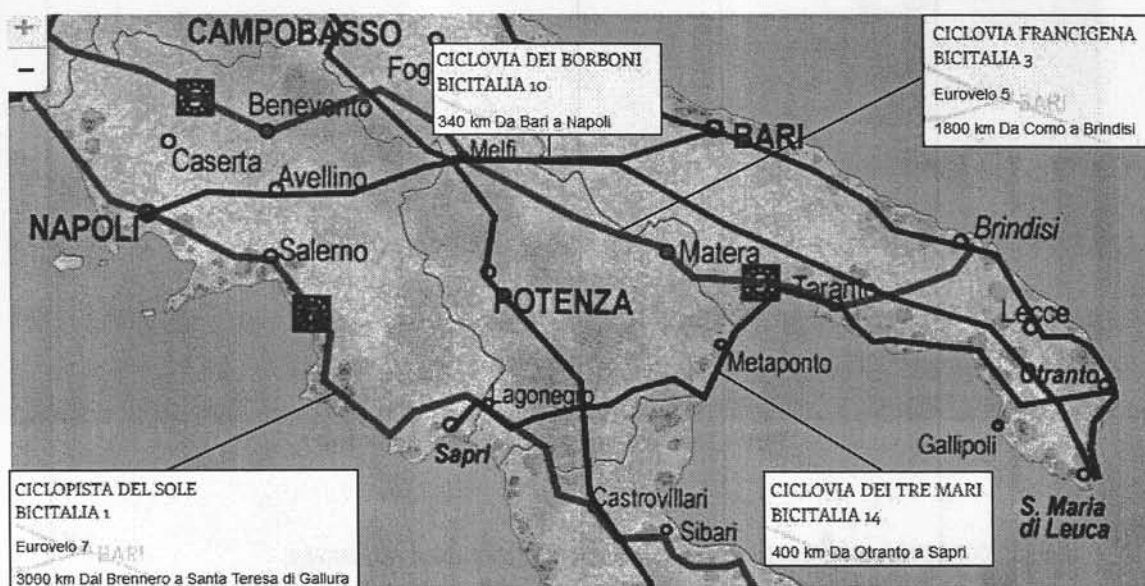 +
−
CAMPOBASSO
Fog
CICLOVIA DEI BORBONI
BICITALIA 10
340 km Da Bari a Napoli
CICLOVIA FRANCIGENA
BICITALIA 3
Eurovelo 5
BARI
1800 km Da Como a Brindisi
Benevento
BARI
Caserta
Melfi
Avellino
NAPOLI
Salerno
Matera
Brindisi
POTENZA
Taranto
Lecce
Metaponto
Otranto
Lagonegro
Sapri
Gallipoli
CICLOPISTA DEL SOLE
BICITALIA 1
Eurovelo 7
BARI
3000 km Dal Brennero a Santa Teresa di Gallura
Castrovillari
Sibari
CICLOVIA DEI TRE MARI
BICITALIA 14
400 km Da Otranto a Sapri
S. Maria
di Leuca